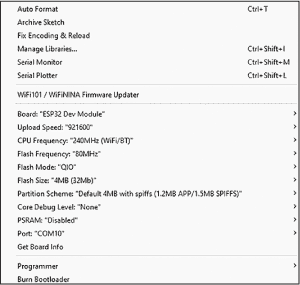 Auto Format Ctrl+T
Archive Sketch
Fix Encoding & Reload
Manage Libraries... Ctrl+Shift+I
Serial Monitor Ctrl+Shift+M
Serial Plotter Ctrl+Shift+L
WiFi101 / WiFiNINA Firmware Updater
Board: "ESP32 Dev Module"
Upload Speed: "921600"
CPU Frequency: "240MHz (WiFi/BT)"
Flash Frequency: "80MHz"
Flash Mode: "QIO"
Flash Size: "4MB (32Mb)"
Partition Scheme: "Default 4MB with spiffs (1.2MB APP/1.5MB SPIFFS)"
Core Debug Level: "None"
PSRAM: "Disabled"
Port: "COM10"
Get Board Info
Programmer
Burn Bootloader